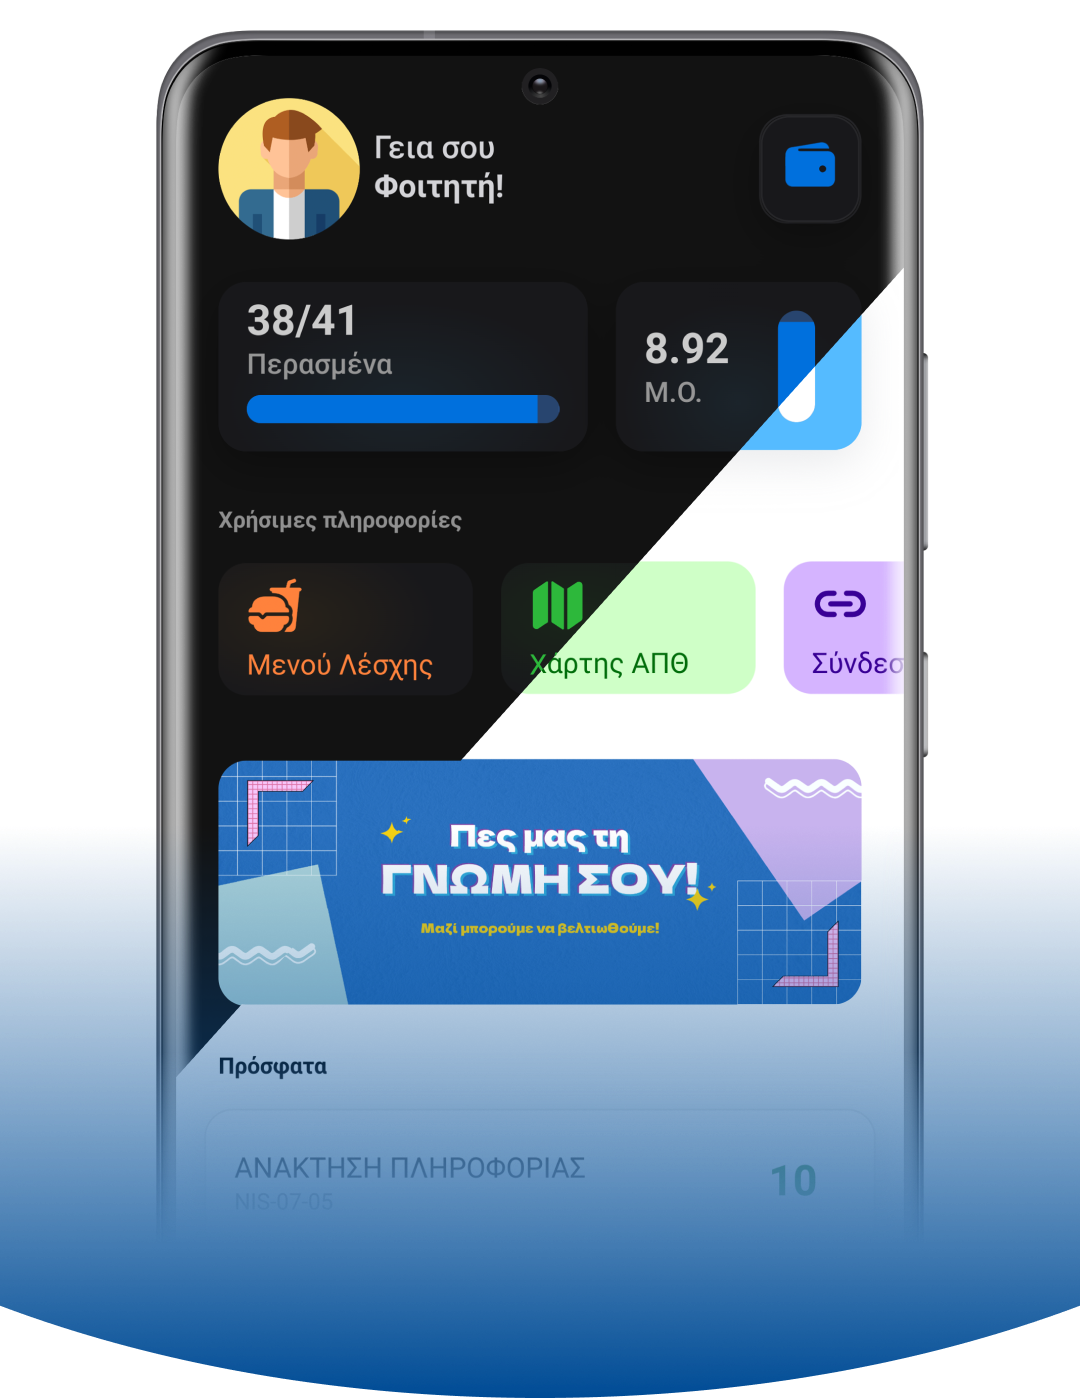 Γεια σου
Φοιτητή!
38/41
Περασμένα
8.92
Μ.Ο.
Χρήσιμες πληροφορίες
Μενού Λέσχης
Χάρτης ΑΠΘ
Σύνδεσ
Πες μας τη
ΓΝΩΜΗ ΣΟΥ!
Μαζί μπορούμε να βελτιωθούμε!
Πρόσφατα
ΑΝΑΚΤΗΣΗ ΠΛΗΡΟΦΟΡΙΑΣ
10
NIS-07-05